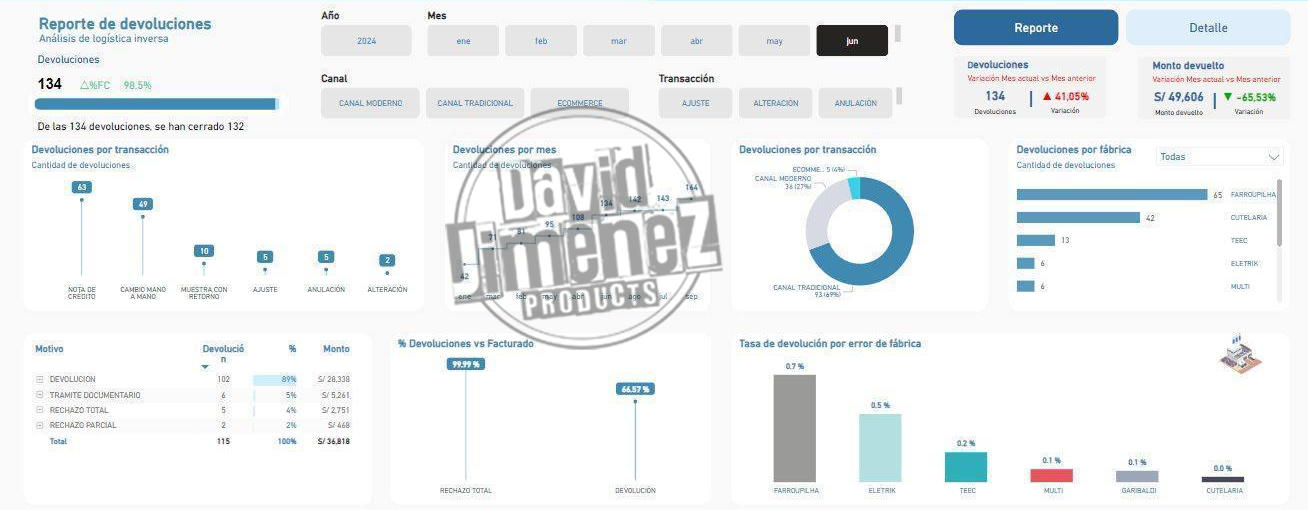 Reporte de devoluciones
Análisis de logística inversa
Devoluciones
134 △%FC 98,5%
De las 134 devoluciones, se han cerrado 132
Año
2024
Mes
ene feb mar abr may jun
Canal
CANAL MODERNO CANAL TRADICIONAL ECOMMERCE
Transacción
AJUSTE ALTERACIÓN ANULACIÓN
Reporte Detalle
Devoluciones
Variación Mes actual vs Mes anterior
134 ▲ 41,05%
Devoluciones Variación
Monto devuelto
Variación Mes actual vs Mes anterior
S/ 49,606 ▼ -65,53%
Monto devuelto Variación
Devoluciones por transacción
Cantidad de devoluciones
63
49
10
5
5
2
NOTA DE CRÉDITO
CAMBIO MANO A MANO
MUESTRA CON RETORNO
AJUSTE
ANULACIÓN
ALTERACIÓN
Devoluciones por mes
Cantidad de devoluciones
42 71 81 95 108 134 142 143 164
ene mar feb may abr jun ago jul sep
David
Jimenez
PRODUCTS
Devoluciones por transacción
ECOMME... 5 (4%)
CANAL MODERNO
36 (27%)
CANAL TRADICIONAL
93 (69%)
Devoluciones por fábrica
Cantidad de devoluciones
Todas
65 FARROUPILHA
42 CUTELARIA
13 TEEC
6 ELETRIK
6 MULTI
Motivo Devolución % Monto
DEVOLUCION 102 89% S/ 28,338
TRAMITE DOCUMENTARIO 6 5% S/ 5,261
RECHAZO TOTAL 5 4% S/ 2,751
RECHAZO PARCIAL 2 2% S/ 468
Total 115 100% S/ 36,818
% Devoluciones vs Facturado
99.99 %
66.57 %
RECHAZO TOTAL DEVOLUCIÓN
Tasa de devolución por error de fábrica
0.7 %
0.5 %
0.2 %
0.1 %
0.1 %
0.0 %
FARROUPILHA ELETRIK TEEC MULTI GARIBALDI CUTELARIA